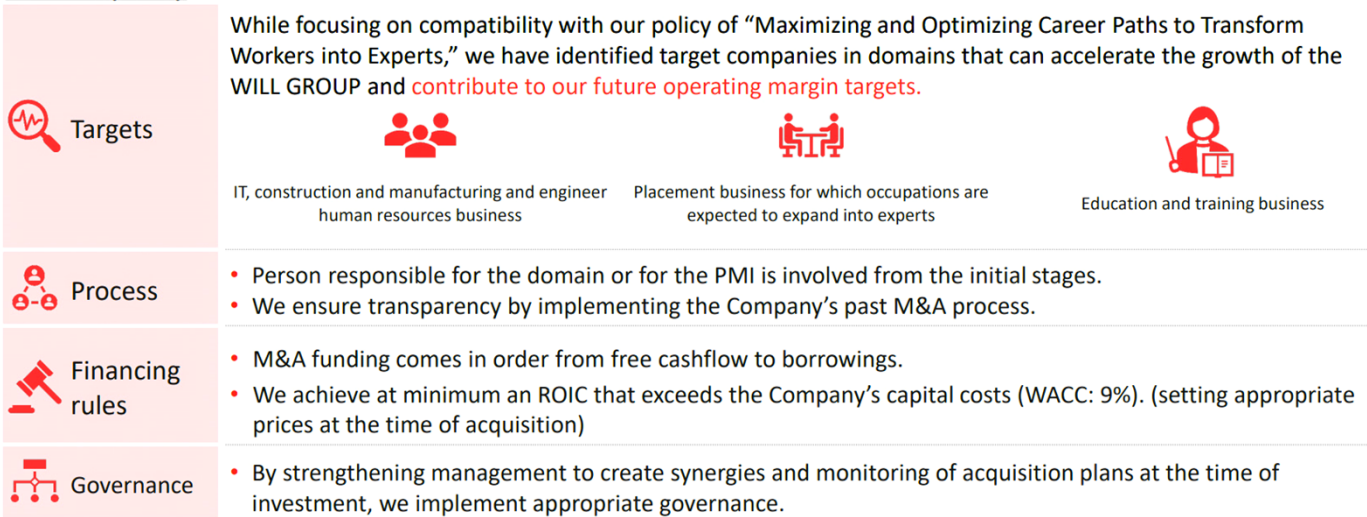 While focusing on compatibility with our policy of “Maximizing and Optimizing Career Paths to Transform
Workers into Experts,” we have identified target companies in domains that can accelerate the growth of the
WILL GROUP and contribute to our future operating margin targets.
Targets
IT, construction and manufacturing and engineer
human resources business
Placement business for which occupations are
expected to expand into experts
Education and training business
Process
• Person responsible for the domain or for the PMI is involved from the initial stages.
• We ensure transparency by implementing the Company’s past M&A process.
Financing
rules
• M&A funding comes in order from free cashflow to borrowings.
• We achieve at minimum an ROIC that exceeds the Company’s capital costs (WACC: 9%). (setting appropriate
prices at the time of acquisition)
Governance
• By strengthening management to create synergies and monitoring of acquisition plans at the time of
investment, we implement appropriate governance.